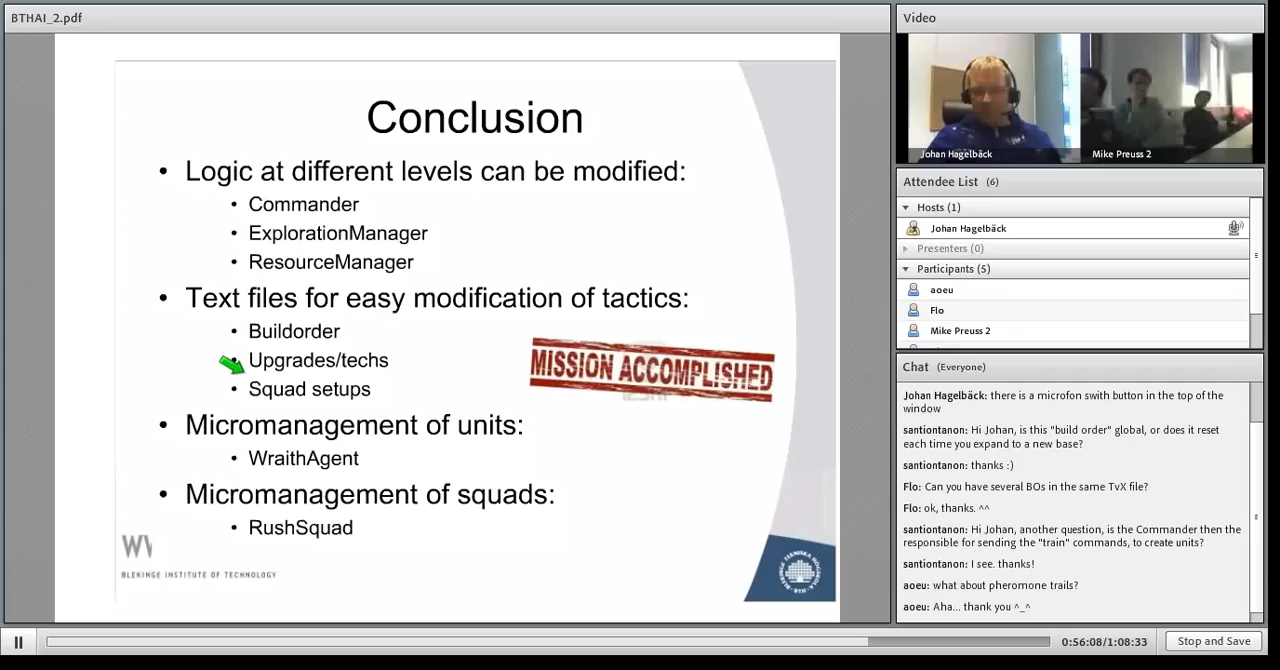 BTHAI_2.pdf
Conclusion
• Logic at different levels can be modified:
• Commander
• ExplorationManager
• ResourceManager
• Text files for easy modification of tactics:
• Buildorder
• Upgrades/techs
• Squad setups
MISSION ACCOMPLISHED
• Micromanagement of units:
• WraithAgent
• Micromanagement of squads:
• RushSquad
BLEKINGE INSTITUTE OF TECHNOLOGY
Video
Johan Hagelbäck
Mike Preuss 2
Attendee List (6)
Hosts (1)
Johan Hagelbäck
Presenters (0)
Participants (5)
aoeu
Flo
Mike Preuss 2
Chat (Everyone)
Johan Hagelbäck: there is a microfon swith button in the top of the
window
santiontanon: Hi Johan, is this "build order" global, or does it reset
each time you expand to a new base?
santiontanon: thanks :)
Flo: Can you have several BOs in the same TvX file?
Flo: ok, thanks. ^^
santiontanon: Hi Johan, another question, is the Commander then the
responsible for sending the "train" commands, to create units?
santiontanon: I see. thanks!
aoeu: what about pheromone trails?
aoeu: Aha... thank you ^_^
0:56:08/1:08:33
Stop and Save